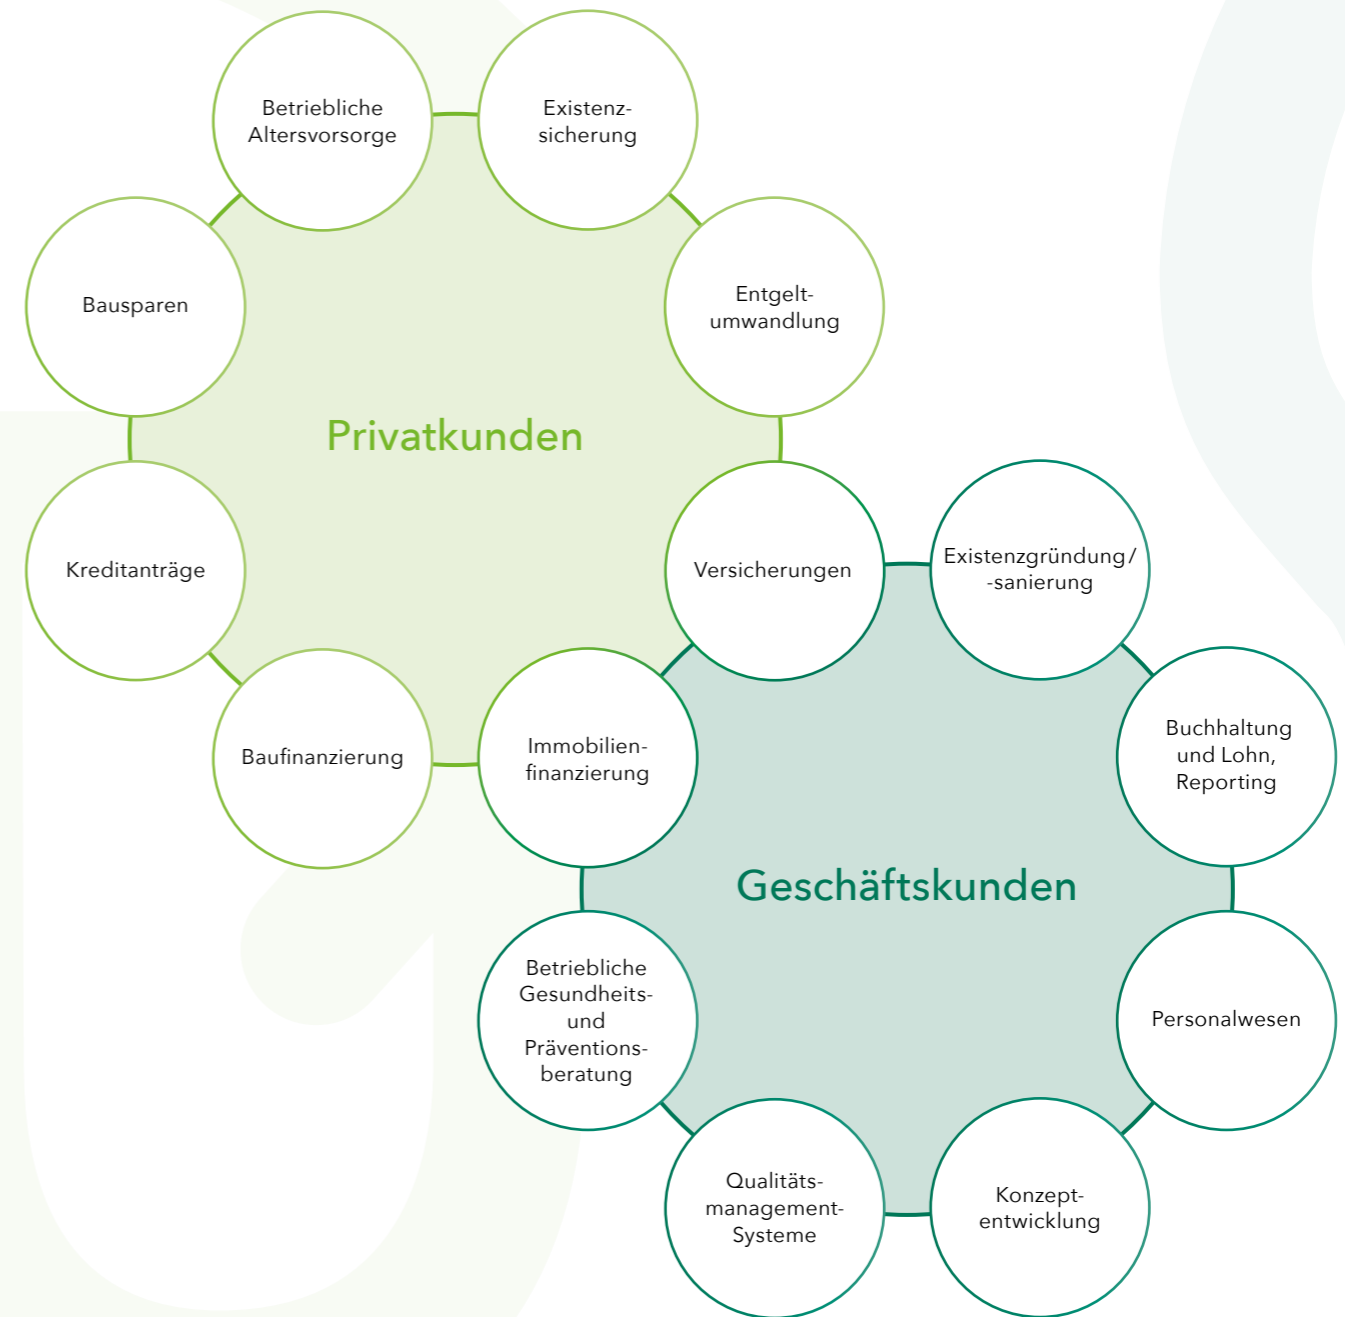 Betriebliche
Altersvorsorge
Existenz-
sicherung
Bausparen
Entgelt-
umwandlung
Privatkunden
Kreditanträge
Versicherungen
Existenzgründung/
-sanierung
Baufinanzierung
Immobilien-
finanzierung
Buchhaltung
und Lohn,
Reporting
Geschäftskunden
Betriebliche
Gesundheits-
und
Präventions-
beratung
Personalwesen
Qualitäts-
management-
Systeme
Konzept-
entwicklung